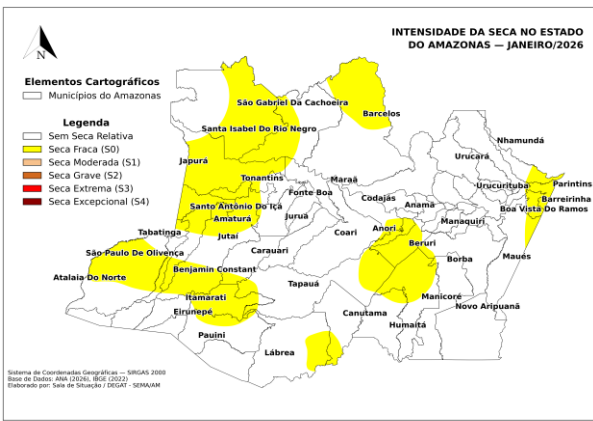 INTENSIDADE DA SECA NO ESTADO
DO AMAZONAS — JANEIRO/2026
N
Elementos Cartográficos
Municípios do Amazonas
Legenda
Sem Seca Relativa
Seca Fraca (S0)
Seca Moderada (S1)
Seca Grave (S2)
Seca Extrema (S3)
Seca Excepcional (S4)
São Gabriel Da Cachoeira
Barcelos
Santa Isabel Do Rio Negro
Nhamundá
Japurá
Urucará
Tonantins
Maraã
Urucurituba
Parintins
Fonte Boa
Barreirinha
Santo Antônio Do Içá
Codajás
Anamã
Boa Vista Do Ramos
Amaturá
Juruá
Manaquiri
Tabatinga
Jutaí
Coari
Anori
Beruri
São Paulo De Olivença
Carauari
Borba
Maués
Atalaia Do Norte
Benjamin Constant
Tapauá
Itamarati
Manicoré
Novo Aripuanã
Eirunepé
Canutama
Humaitá
Pauini
Lábrea
Sistema de Coordenadas Geográficas — SIRGAS 2000
Base de Dados: ANA (2026), IBGE (2022)
Elaborado por: Sala de Situação / DEGAT - SEMA/AM